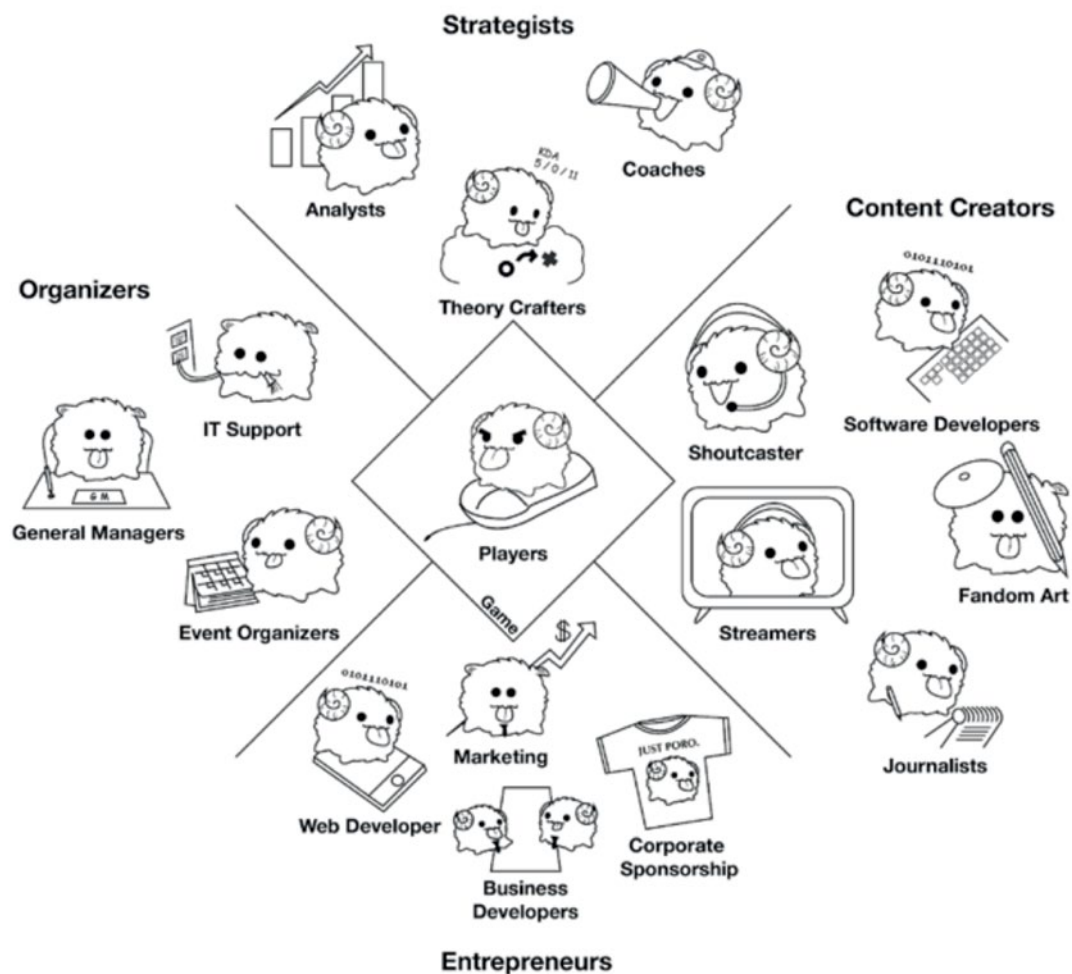 Strategists
Analysts
KDA
5/0/11
Theory Crafters
Coaches
Content Creators
0101110101
Software Developers
Shoutcaster
Fandom Art
Streamers
Journalists
Organizers
IT Support
GM
General Managers
Event Organizers
Players
Game
$
Marketing
0101110101
Web Developer
Business
Developers
JUST PORO.
Corporate
Sponsorship
Entrepreneurs